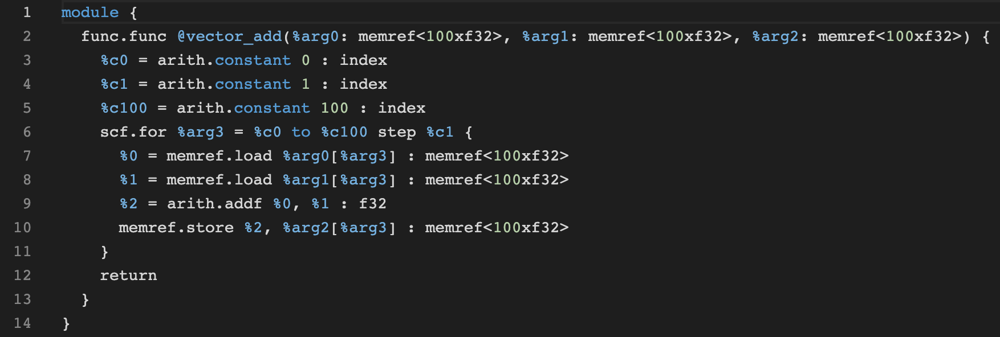 1 module {
2 func.func @vector_add(%arg0: memref<100xf32>, %arg1: memref<100xf32>, %arg2: memref<100xf32>) {
3 %c0 = arith.constant 0 : index
4 %c1 = arith.constant 1 : index
5 %c100 = arith.constant 100 : index
6 scf.for %arg3 = %c0 to %c100 step %c1 {
7 %0 = memref.load %arg0[%arg3] : memref<100xf32>
8 %1 = memref.load %arg1[%arg3] : memref<100xf32>
9 %2 = arith.addf %0, %1 : f32
10 memref.store %2, %arg2[%arg3] : memref<100xf32>
11 }
12 return
13 }
14 }